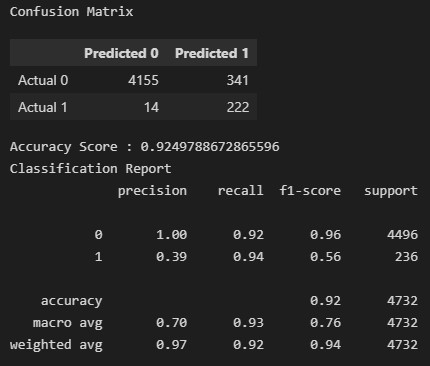 Confusion Matrix
Predicted 0 Predicted 1
Actual 0 4155 341
Actual 1 14 222
Accuracy Score : 0.9249788672865596
Classification Report
precision recall f1-score support
0 1.00 0.92 0.96 4496
1 0.39 0.94 0.56 236
accuracy 0.92 4732
macro avg 0.70 0.93 0.76 4732
weighted avg 0.97 0.92 0.94 4732